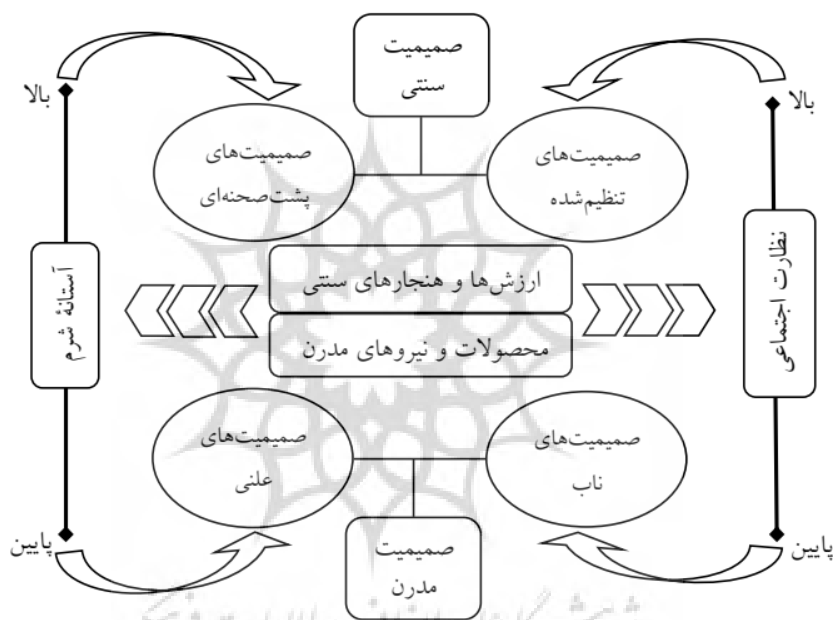 صمیمیت
سنتی
بالا
بالا
صمیمیت‌های
تنظیم‌شده
صمیمیت‌های
پشت‌صحنه‌ای
نظارت اجتماعی
ارزش‌ها و هنجارهای سنتی
محصولات و نیروهای مدرن
آستانهٔ شرم
صمیمیت‌های
ناب
صمیمیت‌های
علنی
پایین
پایین
صمیمیت
مدرن